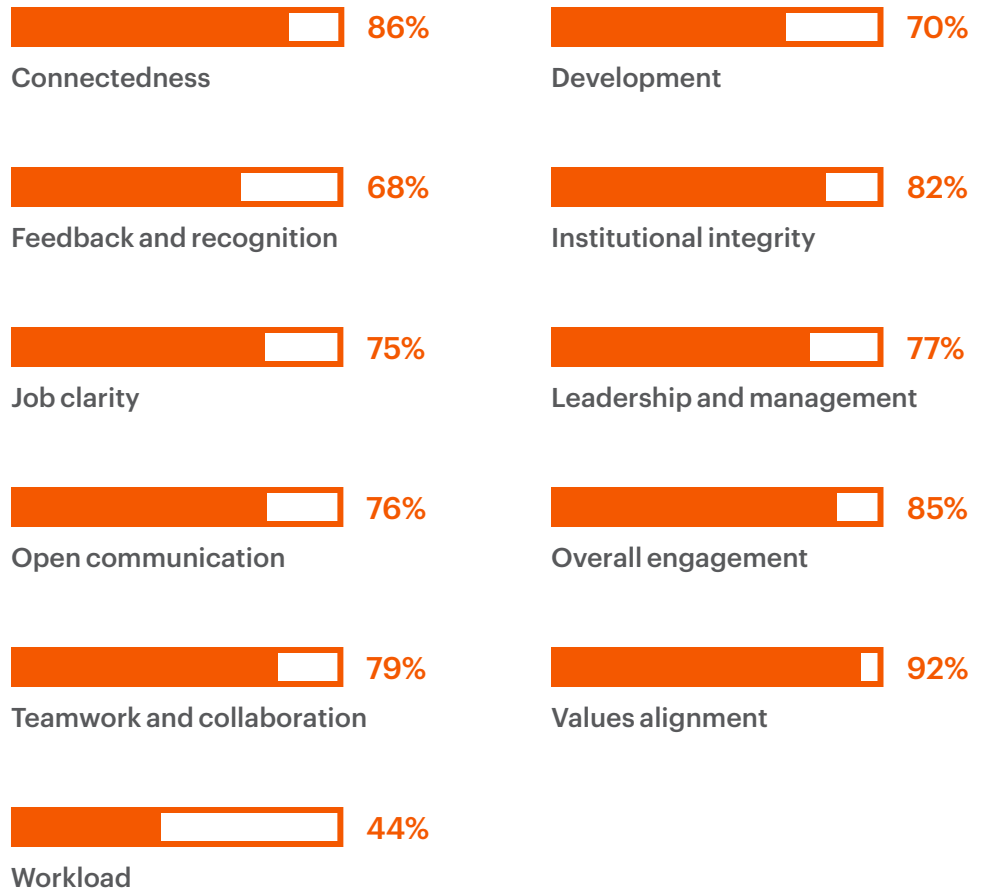 86%
Connectedness
70%
Development
68%
Feedback and recognition
82%
Institutional integrity
75%
Job clarity
77%
Leadership and management
76%
Open communication
85%
Overall engagement
79%
Teamwork and collaboration
92%
Values alignment
44%
Workload